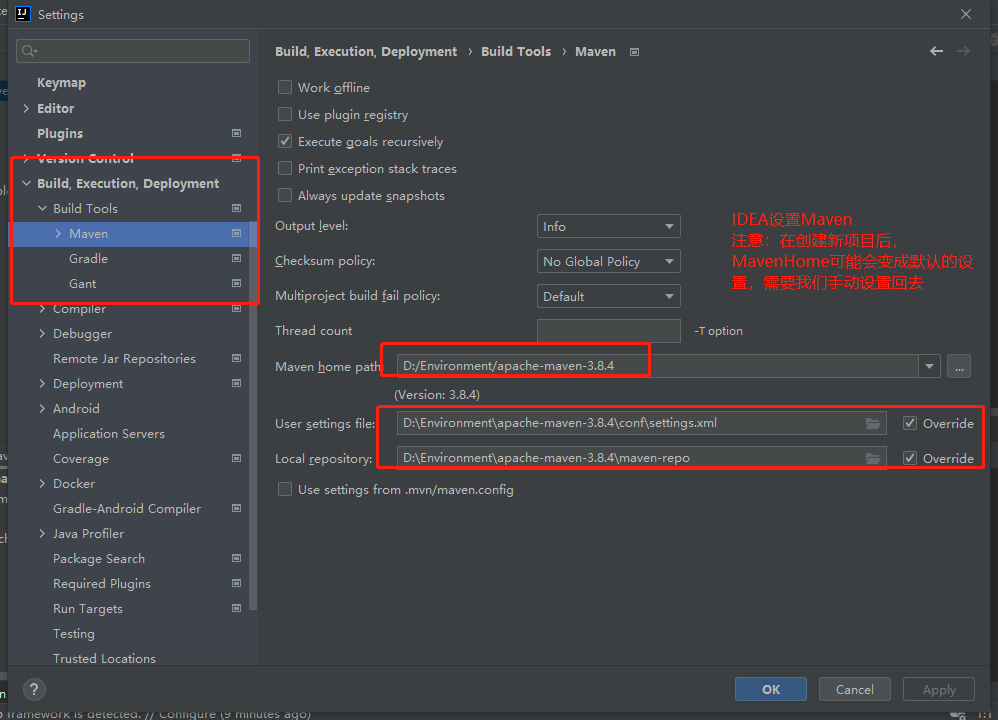 Settings
Keymap
Editor
Plugins
Version Control
Build, Execution, Deployment
Build Tools
Maven
Gradle
Gant
Compiler
Debugger
Remote Jar Repositories
Deployment
Android
Application Servers
Coverage
Docker
Gradle-Android Compiler
Java Profiler
Package Search
Required Plugins
Run Targets
Testing
Trusted Locations
Build, Execution, Deployment › Build Tools › Maven
Work offline
Use plugin registry
Execute goals recursively
Print exception stack traces
Always update snapshots
Output level: Info
Checksum policy: No Global Policy
Multiproject build fail policy: Default
Thread count -T option
Maven home path: D:/Environment/apache-maven-3.8.4 ...
(Version: 3.8.4)
User settings file: D:\Environment\apache-maven-3.8.4\conf\settings.xml Override
Local repository: D:\Environment\apache-maven-3.8.4\maven-repo Override
Use settings from .mvn/maven.config
IDEA设置Maven
注意：在创建新项目后，
MavenHome可能会变成默认的设
置，需要我们手动设置回去
? OK Cancel Apply
framework is detected. // Configure (9 minutes ago) 1:1